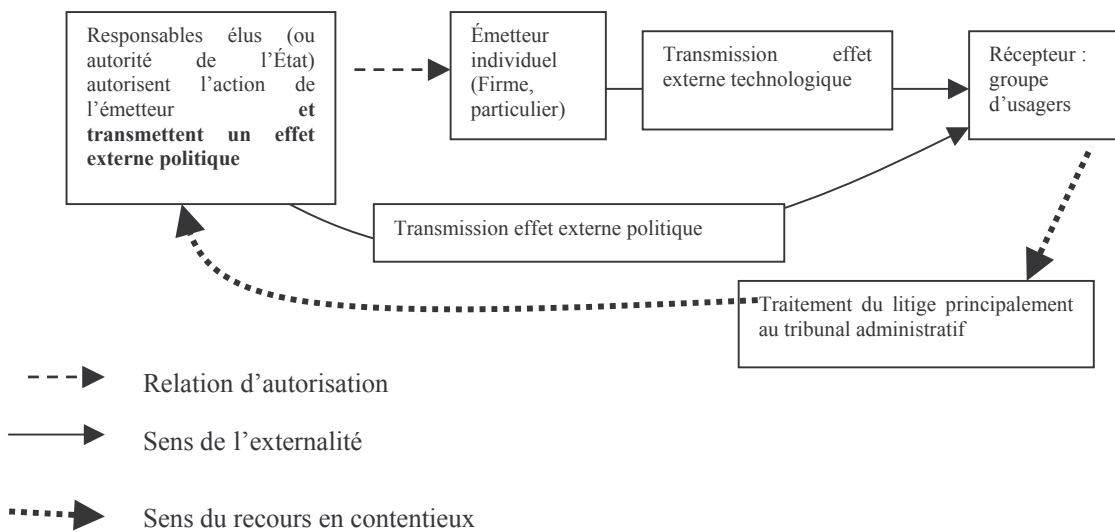 Responsables élus (ou
autorité de l'État)
autorisent l'action de
l'émetteur et
transmettent un effet
externe politique
Émetteur
individuel
(Firme,
particulier)
Transmission effet
externe technologique
Récepteur :
groupe
d'usagers
Transmission effet externe politique
Traitement du litige principalement
au tribunal administratif
Relation d'autorisation
Sens de l'externalité
Sens du recours en contentieux